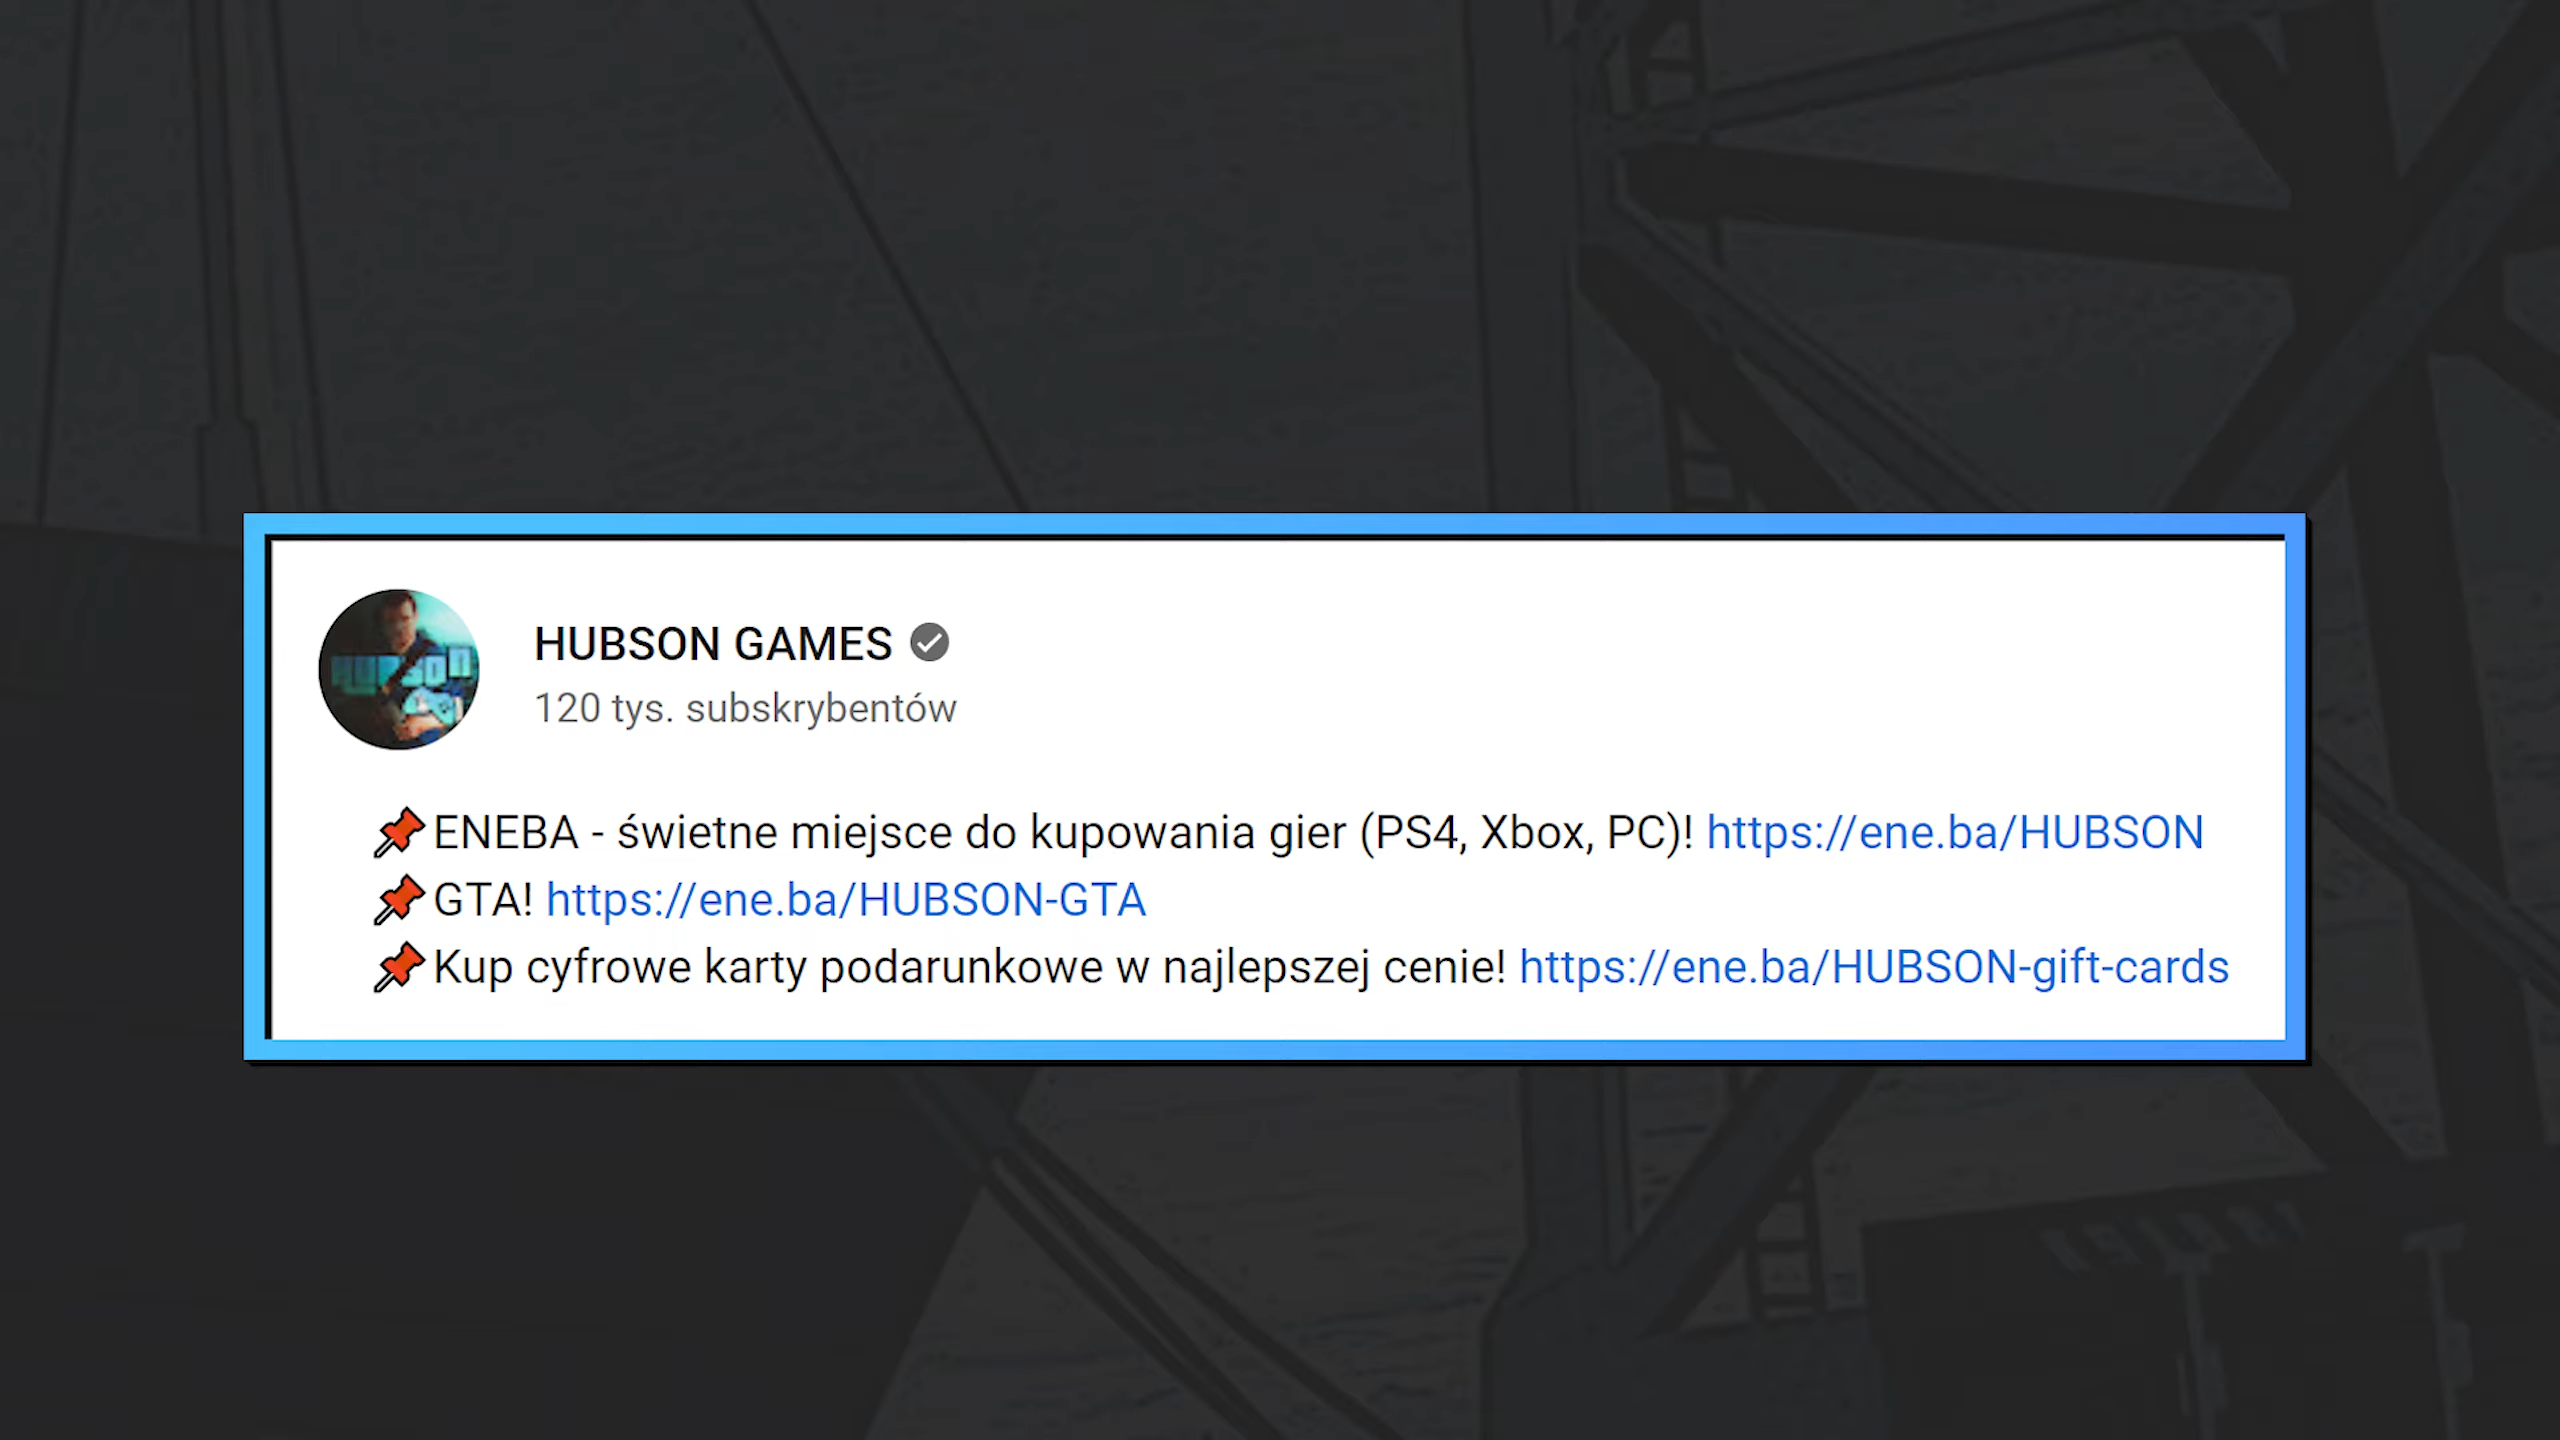 HUBSON GAMES
120 tys. subskrybentów
📌ENEBA - świetne miejsce do kupowania gier (PS4, Xbox, PC)! https://ene.ba/HUBSON
📌GTA! https://ene.ba/HUBSON-GTA
📌Kup cyfrowe karty podarunkowe w najlepszej cenie! https://ene.ba/HUBSON-gift-cards